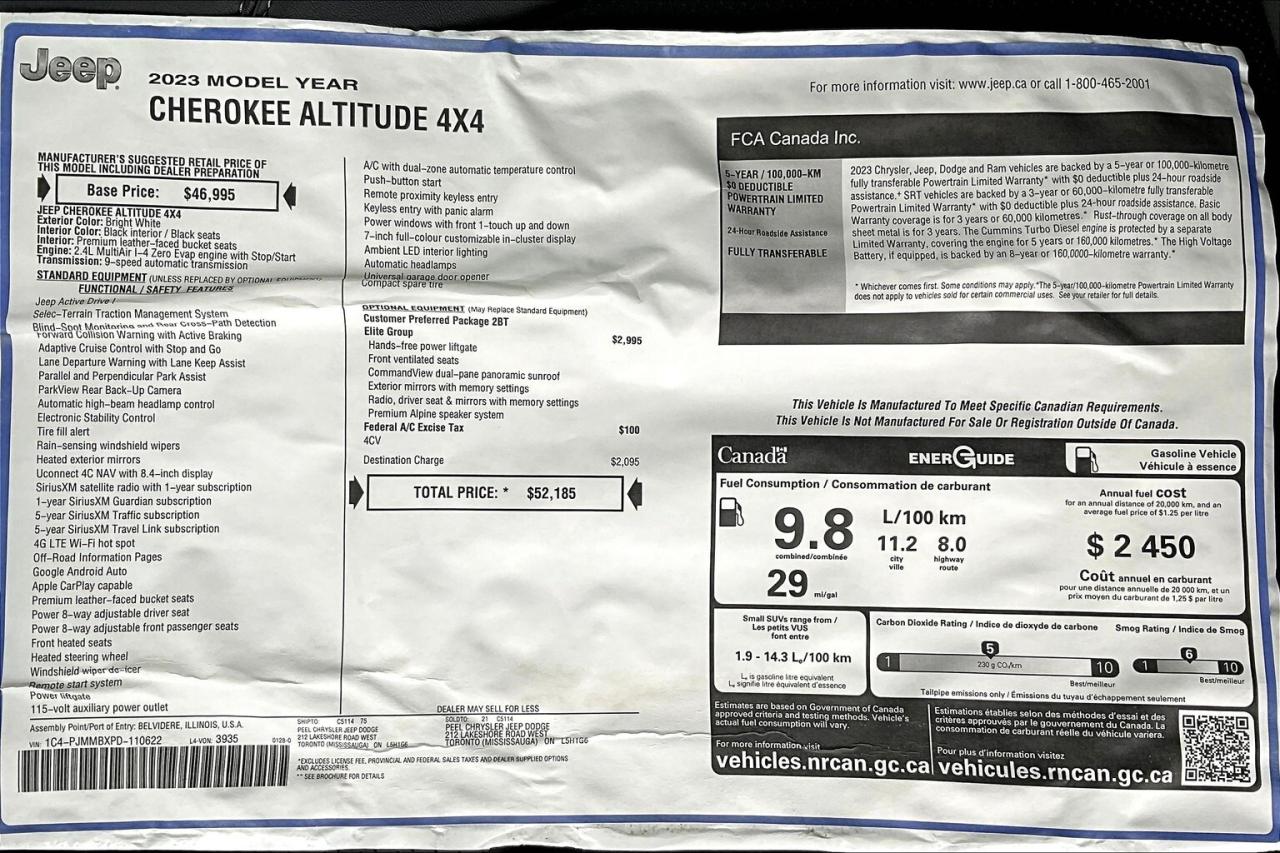 Jeep
2023 MODEL YEAR
CHEROKEE ALTITUDE 4X4
For more information visit: www.jeep.ca or call 1-800-465-2001
MANUFACTURER'S SUGGESTED RETAIL PRICE OF
THIS MODEL INCLUDING DEALER PREPARATION
Base Price: $46,995
JEEP CHEROKEE ALTITUDE 4X4
Exterior Color: Bright White
Interior Color: Black interior / Black seats
Interior: Premium leather-faced bucket seats
Engine: 2.4L MultiAir I-4 Zero Evap engine with Stop/Start
Transmission: 9-speed automatic transmission
STANDARD EQUIPMENT (UNLESS REPLACED BY OPTIONAL EQUIPMENT)
FUNCTIONAL / SAFETY FEATURES
Jeep Active Drive I
Selec-Terrain Traction Management System
Blind-Spot Monitoring and Rear Cross-Path Detection
Forward Collision Warning with Active Braking
Adaptive Cruise Control with Stop and Go
Lane Departure Warning with Lane Keep Assist
Parallel and Perpendicular Park Assist
ParkView Rear Back-Up Camera
Automatic high-beam headlamp control
Electronic Stability Control
Tire fill alert
Rain-sensing windshield wipers
Heated exterior mirrors
Uconnect 4C NAV with 8.4-inch display
SiriusXM satellite radio with 1-year subscription
1-year SiriusXM Guardian subscription
5-year SiriusXM Traffic subscription
5-year SiriusXM Travel Link subscription
4G LTE Wi-Fi hot spot
Off-Road Information Pages
Google Android Auto
Apple CarPlay capable
Premium leather-faced bucket seats
Power 8-way adjustable driver seat
Power 8-way adjustable front passenger seats
Front heated seats
Heated steering wheel
Windshield wiper de-icer
Remote start system
Power liftgate
115-volt auxiliary power outlet
A/C with dual-zone automatic temperature control
Push-button start
Remote proximity keyless entry
Keyless entry with panic alarm
Power windows with front 1-touch up and down
7-inch full-colour customizable in-cluster display
Ambient LED interior lighting
Automatic headlamps
Universal garage door opener
Compact spare tire
OPTIONAL EQUIPMENT (May Replace Standard Equipment)
Customer Preferred Package 2BT
Elite Group $2,995
Hands-free power liftgate
Front ventilated seats
CommandView dual-pane panoramic sunroof
Exterior mirrors with memory settings
Radio, driver seat & mirrors with memory settings
Premium Alpine speaker system
Federal A/C Excise Tax $100
4CV
Destination Charge $2,095
TOTAL PRICE: * $52,185
DEALER MAY SELL FOR LESS
Assembly Point/Port of Entry: BELVIDERE, ILLINOIS, U.S.A.
VIN: 1C4-PJMMBXPD-110622 L4-VON: 3935 0128-0
SHIPTO: C5114 75
PEEL CHRYSLER JEEP DODGE
212 LAKESHORE ROAD WEST
TORONTO (MISSISSAUGA) ON L5H1G6
SOLDTO: 21 C5114
PEEL CHRYSLER JEEP DODGE
212 LAKESHORE ROAD WEST
TORONTO (MISSISSAUGA) ON L5H1G6
*EXCLUDES LICENSE FEE, PROVINCIAL AND FEDERAL SALES TAXES AND DEALER SUPPLIED OPTIONS
AND ACCESSORIES.
** SEE BROCHURE FOR DETAILS
FCA Canada Inc.
5-YEAR / 100,000-KM
$0 DEDUCTIBLE
POWERTRAIN LIMITED
WARRANTY
24-Hour Roadside Assistance
FULLY TRANSFERABLE
2023 Chrysler, Jeep, Dodge and Ram vehicles are backed by a 5-year or 100,000-kilometre
fully transferable Powertrain Limited Warranty* with $0 deductible plus 24-hour roadside
assistance.* SRT vehicles are backed by a 3-year or 60,000-kilometre fully transferable
Powertrain Limited Warranty* with $0 deductible plus 24-hour roadside assistance. Basic
Warranty coverage is for 3 years or 60,000 kilometres.* Rust-through coverage on all body
sheet metal is for 3 years. The Cummins Turbo Diesel engine is protected by a separate
Limited Warranty, covering the engine for 5 years or 160,000 kilometres.* The High Voltage
Battery, if equipped, is backed by an 8-year or 160,0000-kilometre warranty.*
* Whichever comes first. Some conditions may apply.*The 5-year/100,000-kilometre Powertrain Limited Warranty
does not apply to vehicles sold for certain commercial uses. See your retailer for full details.
This Vehicle Is Manufactured To Meet Specific Canadian Requirements.
This Vehicle Is Not Manufactured For Sale Or Registration Outside Of Canada.
Canada
ENERGUIDE
Gasoline Vehicle
Véhicule à essence
Fuel Consumption / Consommation de carburant
9.8
combined/combinée
L/100 km
11.2 8.0
city highway
ville route
29 mi/gal
Annual fuel COST
for an annual distance of 20,000 km, and an
average fuel price of $1.25 per litre
$ 2 450
Coût annuel en carburant
pour une distance annuelle de 20 000 km, et un
prix moyen du carburant de 1,25 $ par litre
Small SUVs range from /
Les petits VUS
font entre
1.9 - 14.3 Le/100 km
Le is gasoline litre equivalent
Le signifie litre équivalent d'essence
Carbon Dioxide Rating / Indice de dioxyde de carbone
5
1 230 g CO2/km 10
Best/meilleur
Smog Rating / Indice de Smog
6
1 10
Best/meilleur
Tailpipe emissions only / Émissions du tuyau d'échappement seulement
Estimates are based on Government of Canada
approved criteria and testing methods. Vehicle's
actual fuel consumption will vary.
For more information visit
vehicles.nrcan.gc.ca
Estimations établies selon des méthodes d'essai et des
critères approuvés par le gouvernement du Canada. La
consommation de carburant réelle du véhicule variera.
Pour plus d'information visitez
vehicules.rncan.gc.ca